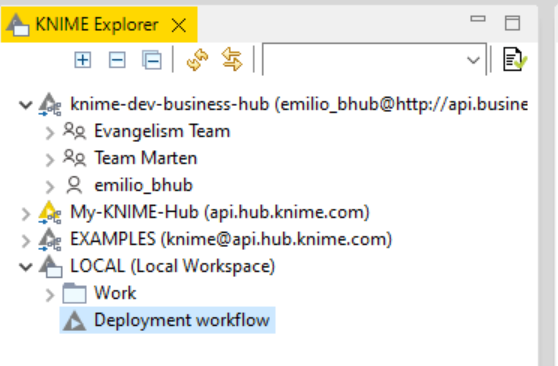 KNIME Explorer
knime-dev-business-hub (emilio_bhub@http://api.busine
Evangelism Team
Team Marten
emilio_bhub
My-KNIME-Hub (api.hub.knime.com)
EXAMPLES (knime@api.hub.knime.com)
LOCAL (Local Workspace)
Work
Deployment workflow